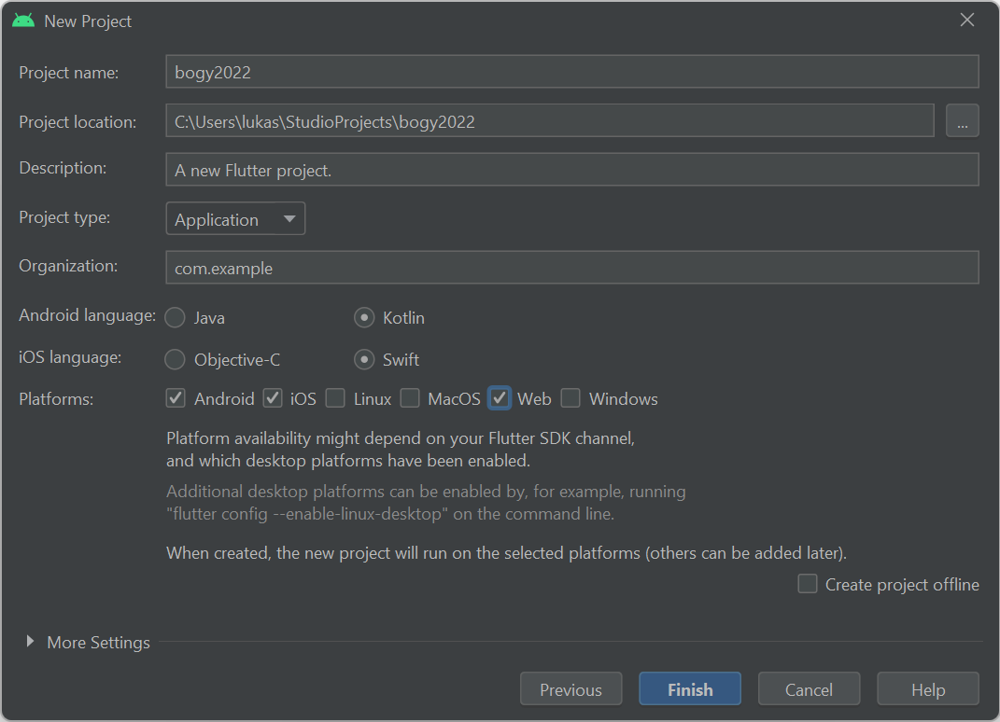 New Project
Project name: bogy2022
Project location: C:\Users\lukas\StudioProjects\bogy2022 ...
Description: A new Flutter project.
Project type: Application
Organization: com.example
Android language: Java Kotlin
iOS language: Objective-C Swift
Platforms: Android iOS Linux MacOS Web Windows
Platform availability might depend on your Flutter SDK channel,
and which desktop platforms have been enabled.
Additional desktop platforms can be enabled by, for example, running
"flutter config --enable-linux-desktop" on the command line.
When created, the new project will run on the selected platforms (others can be added later).
Create project offline
More Settings
Previous Finish Cancel Help